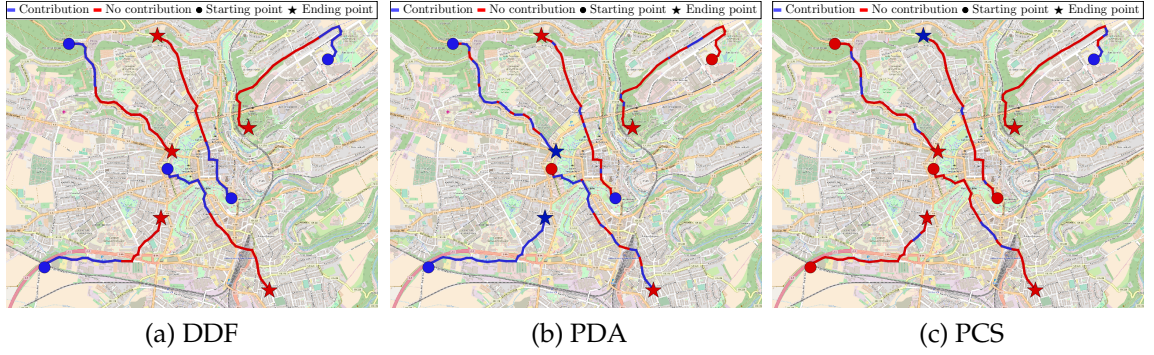 Contribution No contribution Starting point Ending point
Contribution No contribution Starting point Ending point
Contribution No contribution Starting point Ending point
(a) DDF
(b) PDA
(c) PCS